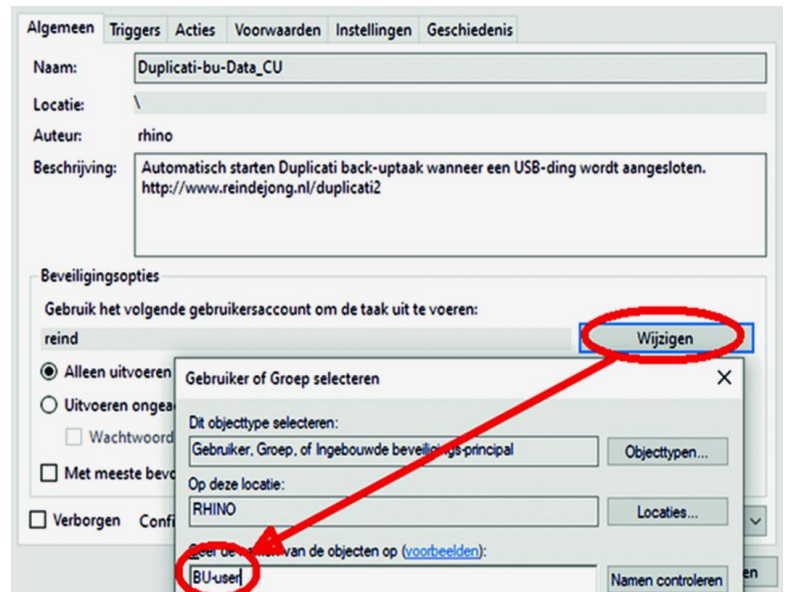 Algemeen Triggers Acties Voorwaarden Instellingen Geschiedenis
Naam: Duplicati-bu-Data_CU
Locatie: \
Auteur: rhino
Beschrijving: Automatisch starten Duplicati back-uptaak wanneer een USB-ding wordt aangesloten.
http://www.reindejong.nl/duplicati2
Beveiligingsopties
Gebruik het volgende gebruikersaccount om de taak uit te voeren:
reind Wijzigen
Alleen uitvoeren
Uitvoeren
Met meeste
Verborgen
Gebruiker of Groep selecteren
Dit objecttype selecteren:
Gebruiker, Groep, of Ingebouwde beveiligings-principal Objecttypen...
Op deze locatie:
RHINO Locaties...
de namen van de objecten op (voorbeelden):
BU-user Namen controleren